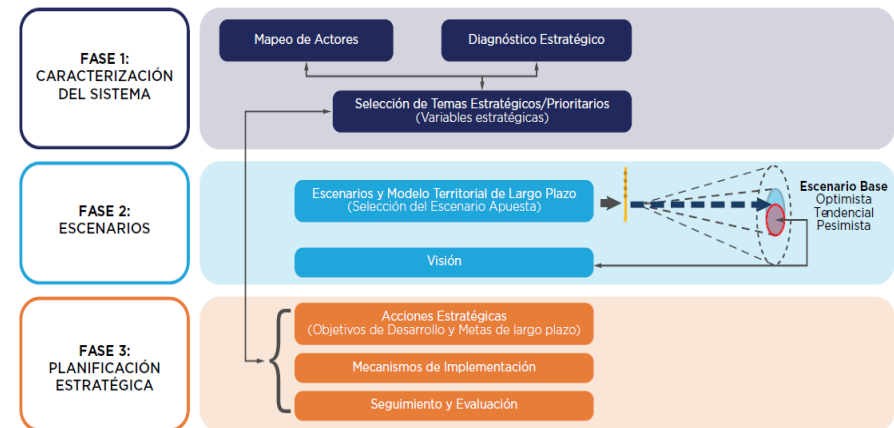 FASE 1:
CARACTERIZACIÓN
DEL SISTEMA
Mapeo de Actores
Diagnóstico Estratégico
Selección de Temas Estratégicos/Prioritarios
(Variables estratégicas)
FASE 2:
ESCENARIOS
Escenarios y Modelo Territorial de Largo Plazo
(Selección del Escenario Apuesta)
Escenario Base
Optimista
Tendencial
Pesimista
Visión
FASE 3:
PLANIFICACIÓN
ESTRATÉGICA
Acciones Estratégicas
(Objetivos de Desarrollo y Metas de largo plazo)
Mecanismos de Implementación
Seguimiento y Evaluación